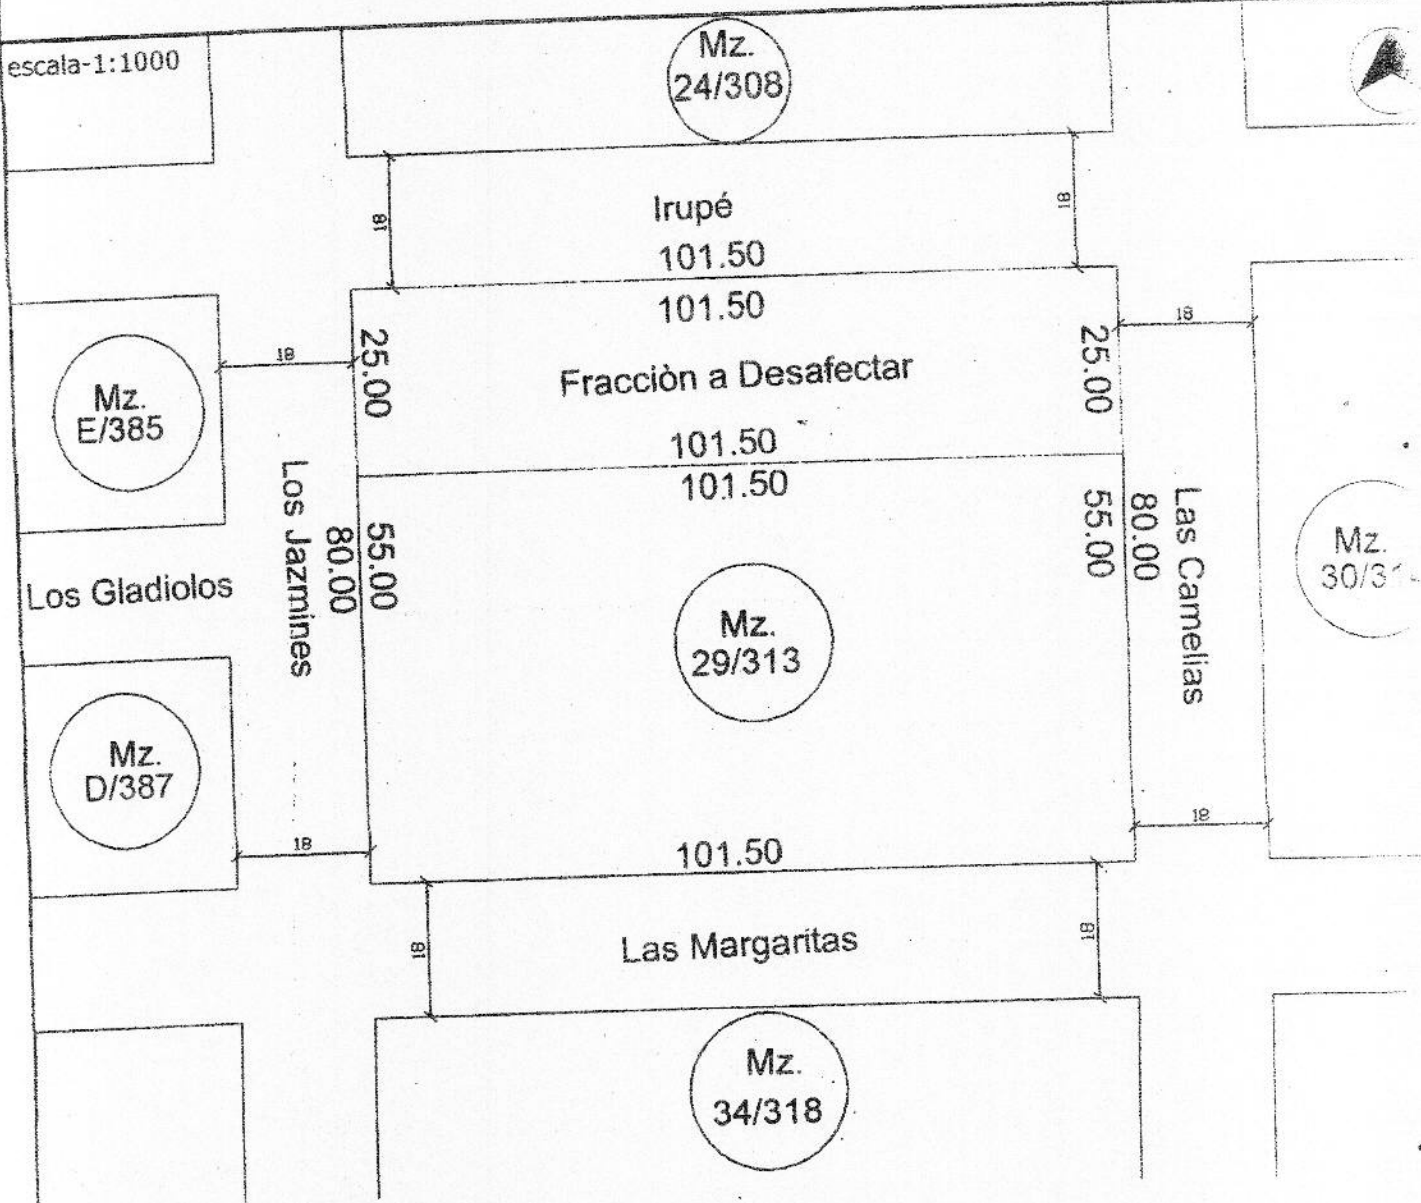 escala-1:1000
Mz.
24/308
18
Irupé
18
101.50
101.50
18
25.00
Fracciòn a Desafectar
25.00
18
Mz.
E/385
101.50
101.50
Los Jazmines
80.00
55.00
55.00
80.00
Las Camelias
Mz.
Los Gladiolos
Mz.
29/313
Mz.
D/387
18
101.50
18
18
Las Margaritas
18
Mz.
34/318